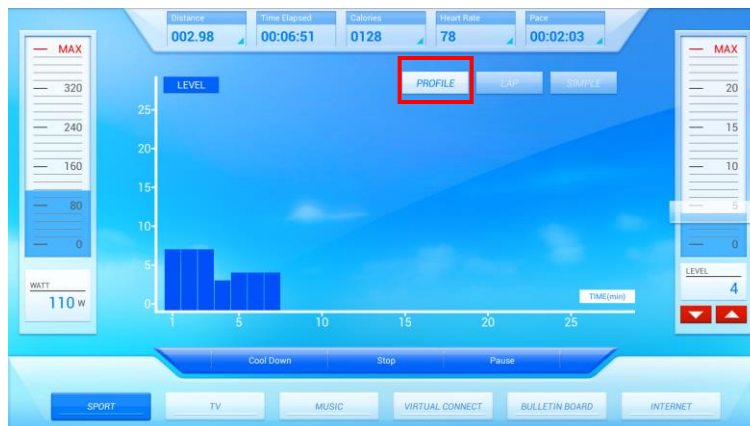 Distance Time Elapsed Calories Heart Rate Pace
002.98 00:06:51 0128 78 00:02:03
MAX
320
240
160
80
0
WATT
110 W
LEVEL
PROFILE LAP SIMPLE
25
20
15
10
5
0
1 5 10 15 20 25
TIME(min)
MAX
20
15
10
5
0
LEVEL
4
Cool Down Stop Pause
SPORT TV MUSIC VIRTUAL CONNECT BULLETIN BOARD INTERNET